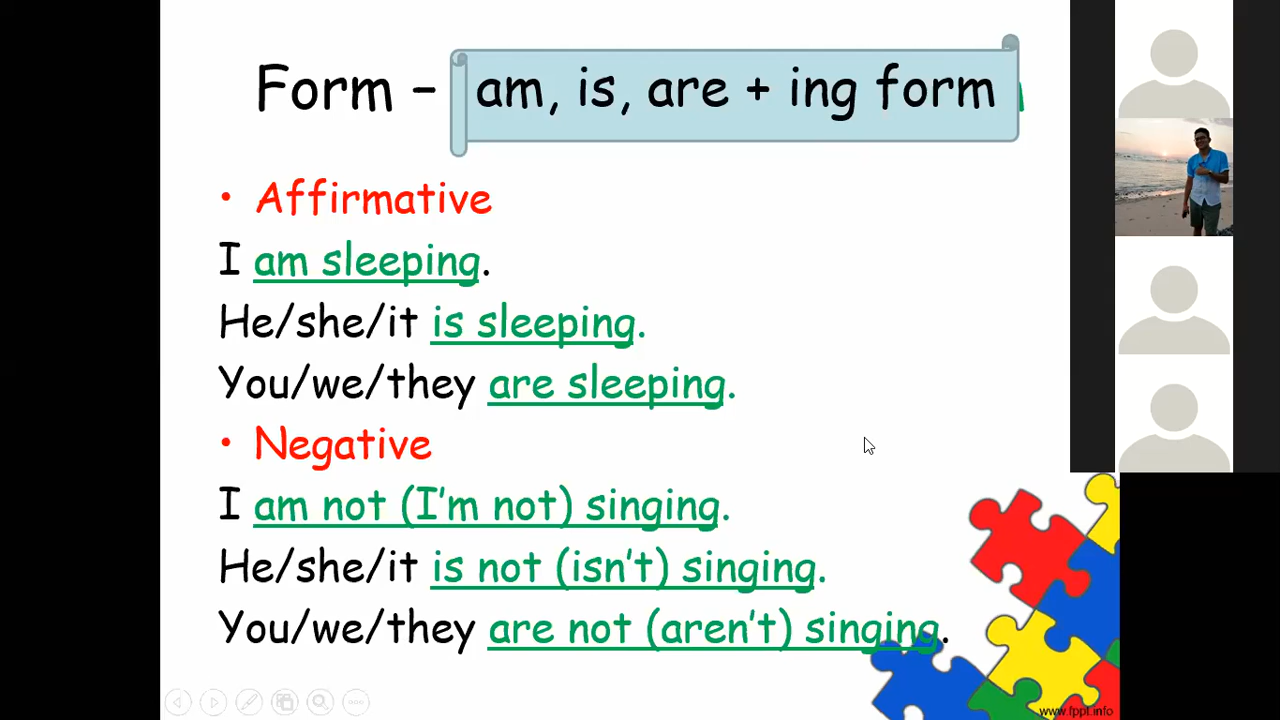 Form – am, is, are + ing form
• Affirmative
I am sleeping.
He/she/it is sleeping.
You/we/they are sleeping.
• Negative
I am not (I’m not) singing.
He/she/it is not (isn’t) singing.
You/we/they are not (aren’t) singing.
www.fppt.info